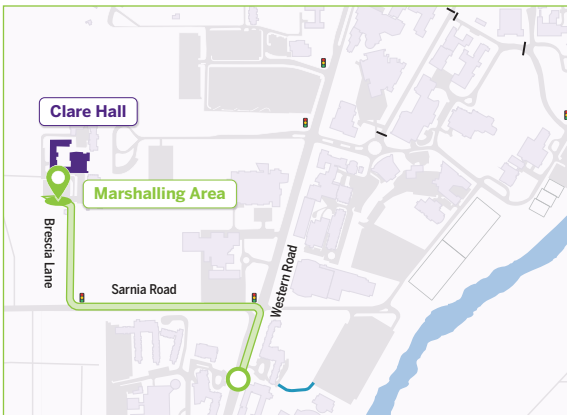 Clare Hall
Marshalling Area
Brescia Lane
Sarnia Road
Western Road